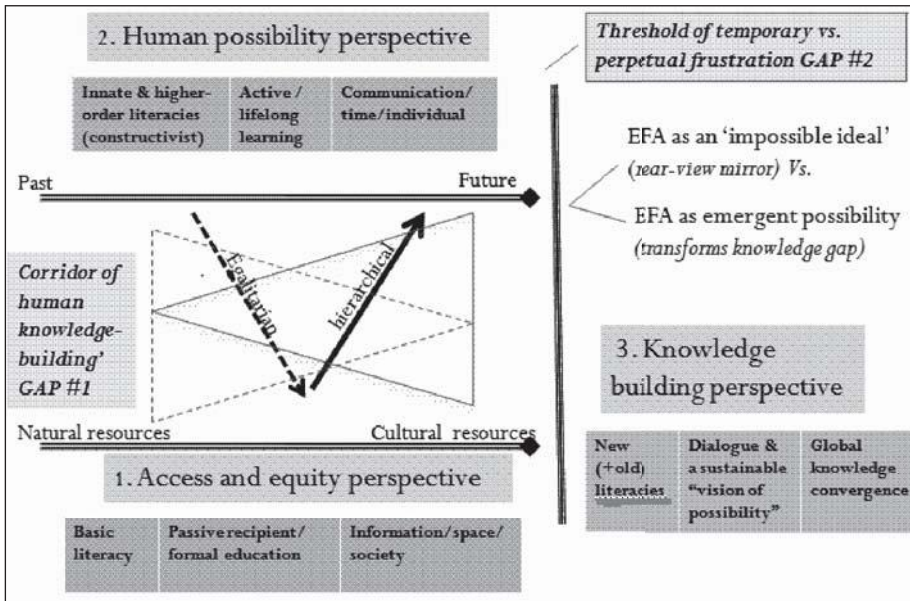 2. Human possibility perspective
Innate & higher-
order literacies
(constructivist)
Active /
lifelong
learning
Communication/
time/individual
Past
Future
Corridor of
human
knowledge-
building’
GAP #1
Egalitarian
hierarchical
Natural resources
Cultural resources
1. Access and equity perspective
Basic
literacy
Passive recipient/
formal education
Information/space/
society
Threshold of temporary vs.
perpetual frustration GAP #2
EFA as an ‘impossible ideal’
(rear-view mirror) Vs.
EFA as emergent possibility
(transforms knowledge gap)
3. Knowledge
building perspective
New
(+old)
literacies
Dialogue &
a sustainable
“vision of
possibility”
Global
knowledge
convergence